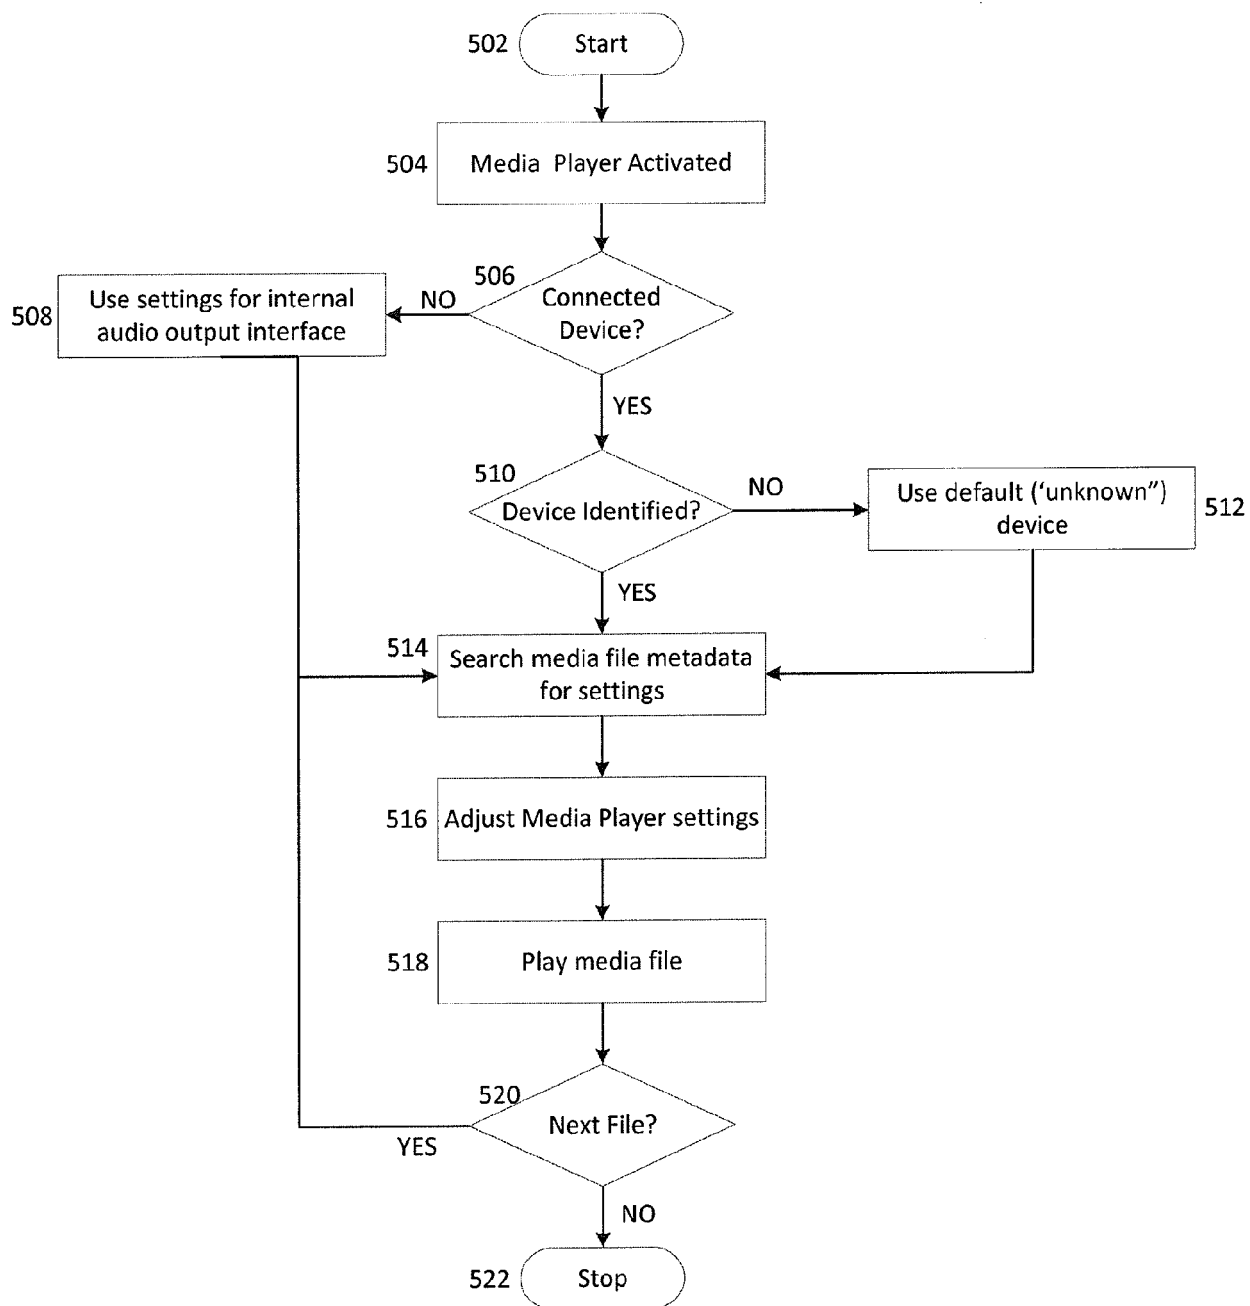 502
Start
504
Media Player Activated
506
Connected
Device?
NO
508
Use settings for internal
audio output interface
YES
510
Device Identified?
NO
Use default (‘unknown”)
device
512
YES
514
Search media file metadata
for settings
516
Adjust Media Player settings
518
Play media file
520
Next File?
YES
NO
522
Stop